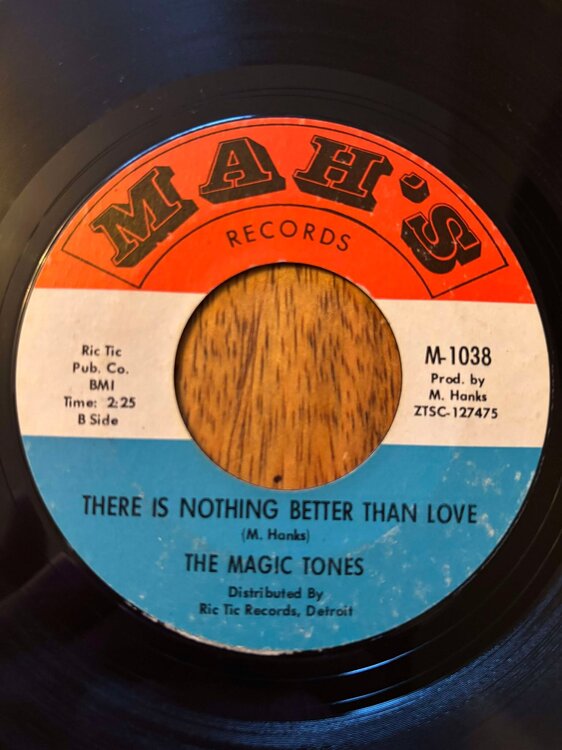 MAH'S
RECORDS
Ric Tic
Pub. Co.
BMI
Time: 2:25
B Side
M-1038
Prod. by
M. Hanks
ZTSC-127475
THERE IS NOTHING BETTER THAN LOVE
(M. Hanks)
THE MAGIC TONES
Distributed By
Ric Tic Records, Detroit